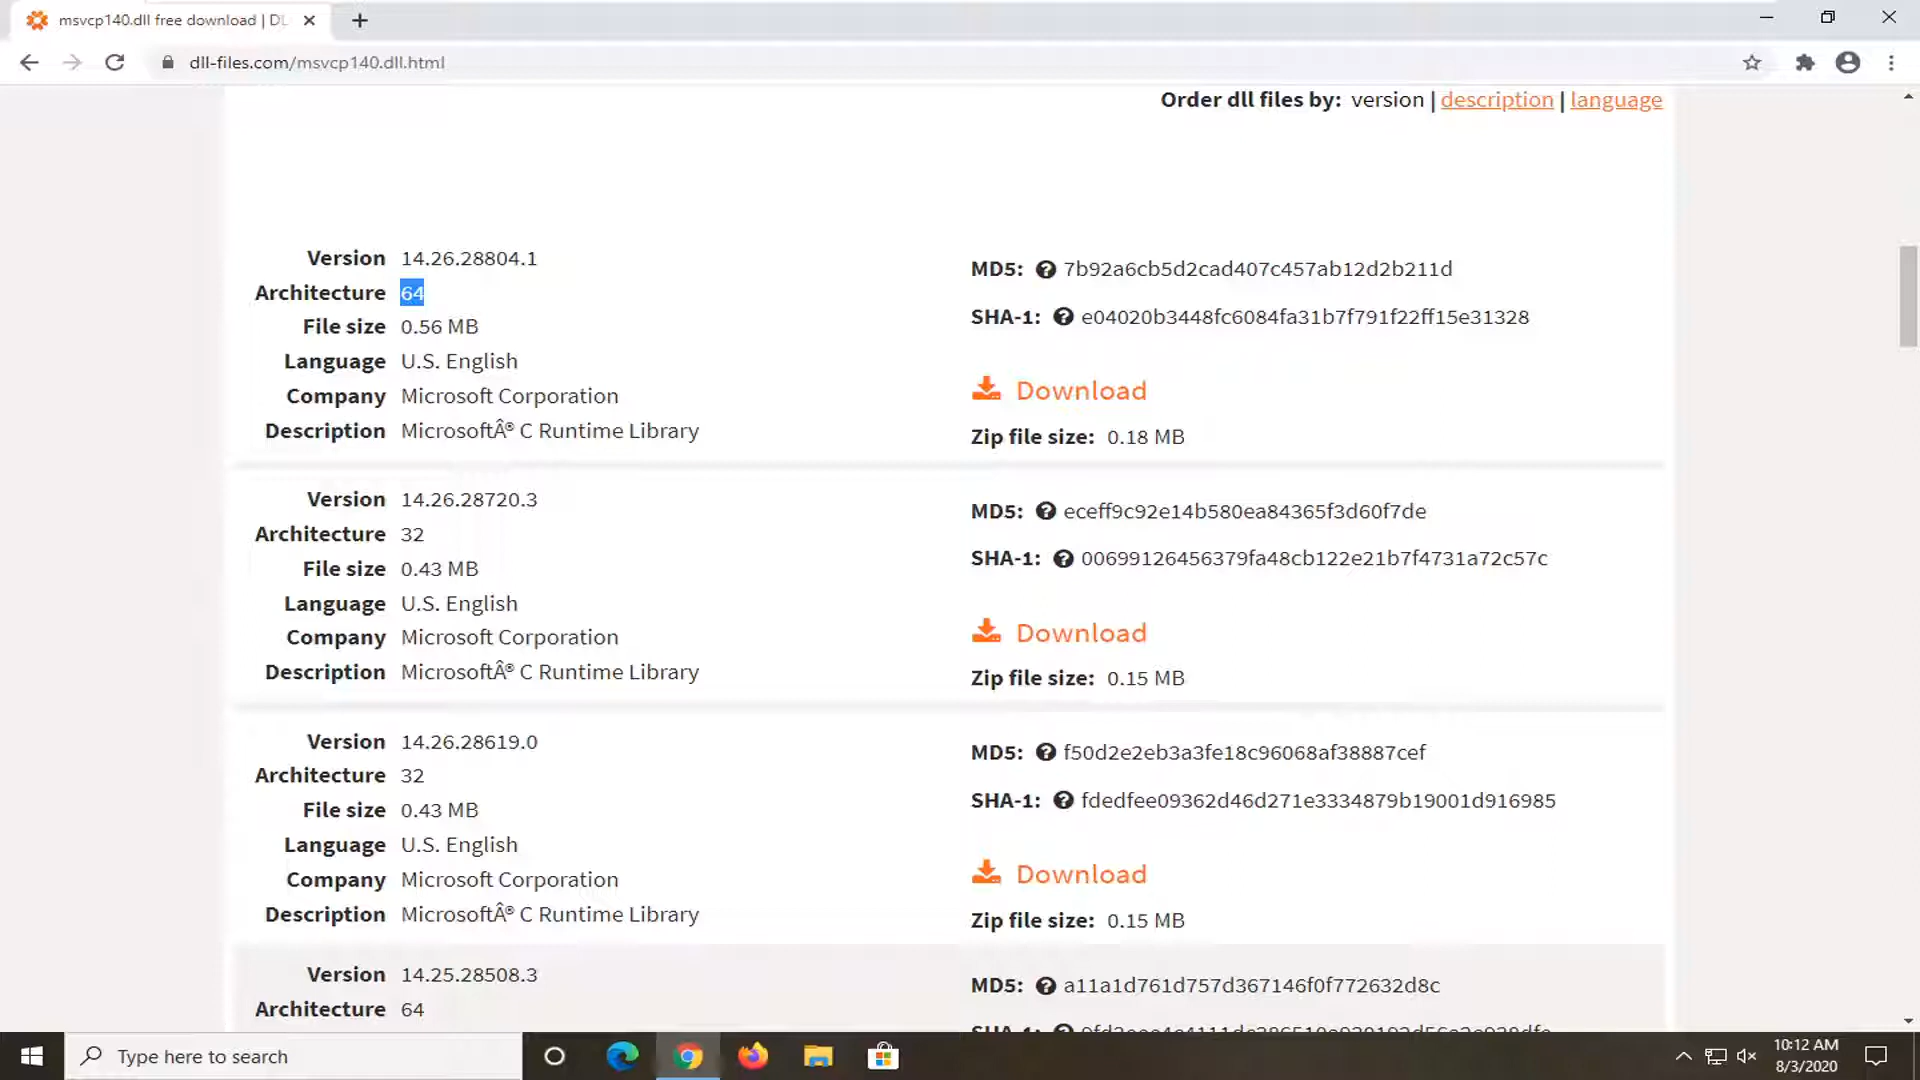 msvcp140.dll free download | DL
dll-files.com/msvcp140.dll.html
Order dll files by: version | description | language
Version 14.26.28804.1
Architecture 64
File size 0.56 MB
Language U.S. English
Company Microsoft Corporation
Description MicrosoftÂ® C Runtime Library
MD5: 7b92a6cb5d2cad407c457ab12d2b211d
SHA-1: e04020b3448fc6084fa31b7f791f22ff15e31328
Download
Zip file size: 0.18 MB
Version 14.26.28720.3
Architecture 32
File size 0.43 MB
Language U.S. English
Company Microsoft Corporation
Description MicrosoftÂ® C Runtime Library
MD5: eceff9c92e14b580ea84365f3d60f7de
SHA-1: 00699126456379fa48cb122e21b7f4731a72c57c
Download
Zip file size: 0.15 MB
Version 14.26.28619.0
Architecture 32
File size 0.43 MB
Language U.S. English
Company Microsoft Corporation
Description MicrosoftÂ® C Runtime Library
MD5: f50d2e2eb3a3fe18c96068af38887cef
SHA-1: fdedfee09362d46d271e3334879b19001d916985
Download
Zip file size: 0.15 MB
Version 14.25.28508.3
Architecture 64
MD5: a11a1d761d757d367146f0f772632d8c
SHA-1:
Type here to search
10:12 AM
8/3/2020